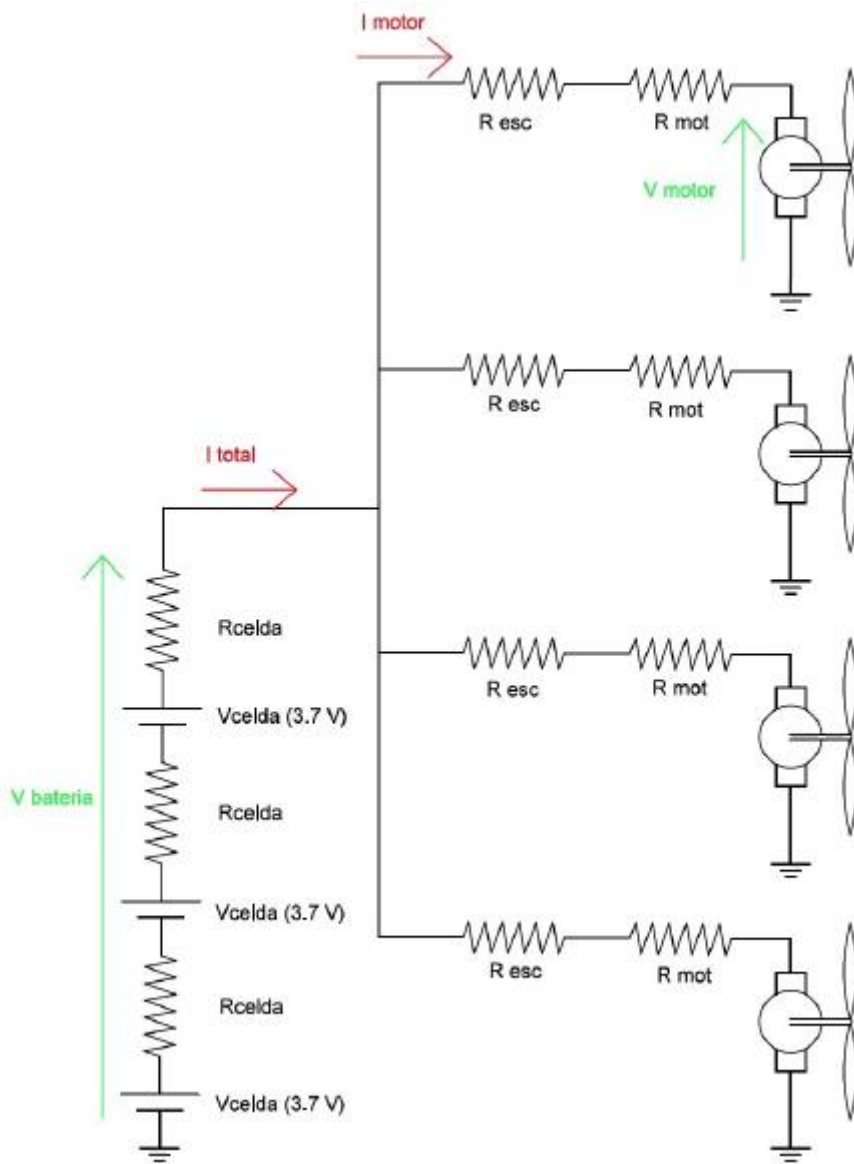 I motor
R esc
R mot
V motor
R esc
R mot
I total
Rcelda
R esc
R mot
Vcelda (3.7 V)
V bateria
Rcelda
Vcelda (3.7 V)
R esc
R mot
Rcelda
Vcelda (3.7 V)